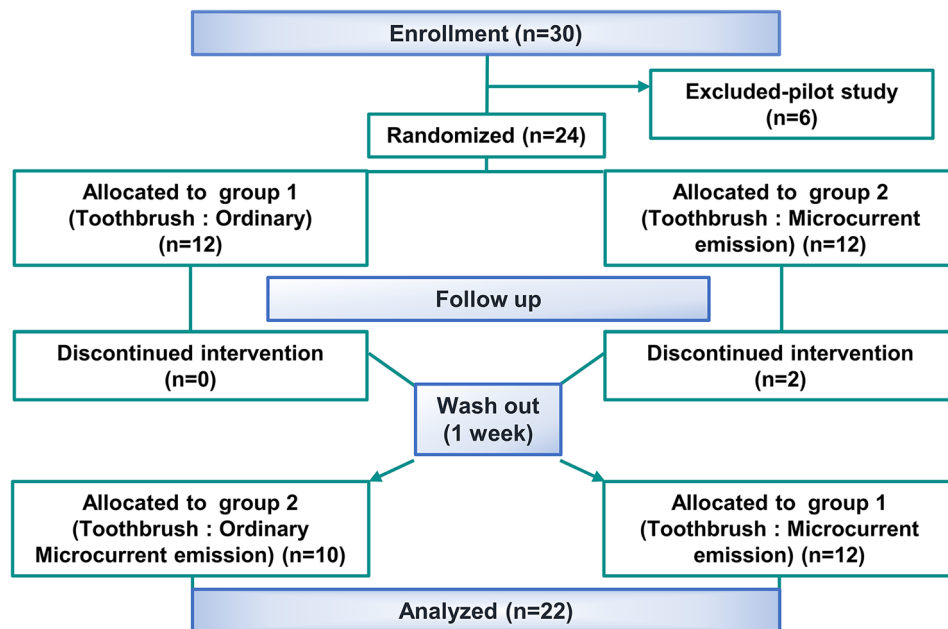 Enrollment (n=30)
Excluded-pilot study
(n=6)
Randomized (n=24)
Allocated to group 1
(Toothbrush : Ordinary)
(n=12)
Allocated to group 2
(Toothbrush : Microcurrent
emission) (n=12)
Follow up
Discontinued intervention
(n=0)
Discontinued intervention
(n=2)
Wash out
(1 week)
Allocated to group 2
(Toothbrush : Ordinary
Microcurrent emission) (n=10)
Allocated to group 1
(Toothbrush : Microcurrent
emission) (n=12)
Analyzed (n=22)